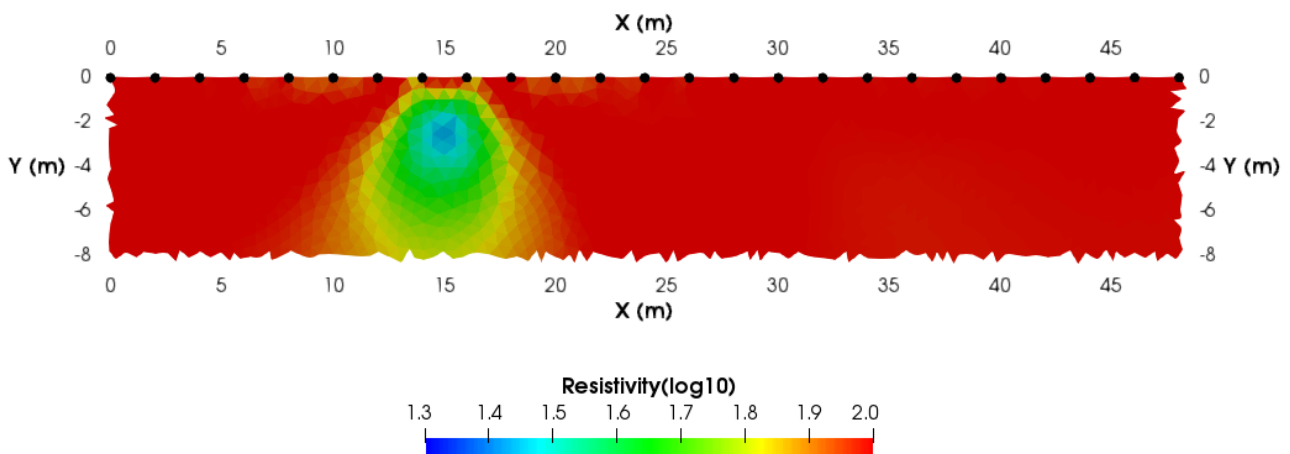 X (m)
0 5 10 15 20 25 30 35 40 45
0 0
-2 -2
Y (m) -4 -4 Y (m)
-6 -6
-8 -8
0 5 10 15 20 25 30 35 40 45
X (m)
Resistivity(log10)
1.3 1.4 1.5 1.6 1.7 1.8 1.9 2.0